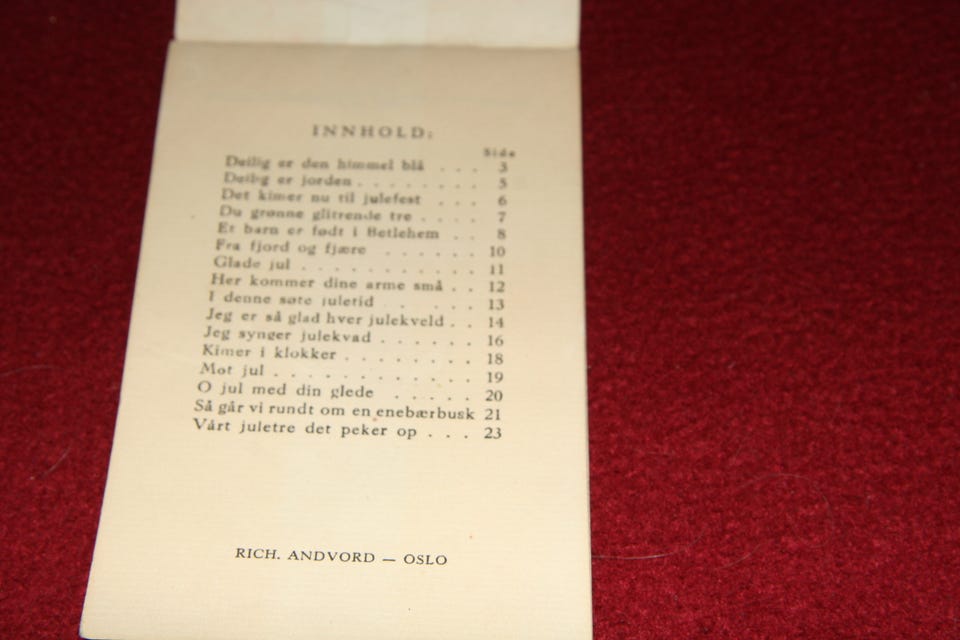 INNHOLD:
Side
Deilig er den himmel blå . . . 3
Deilig er jorden . . . . . . . . 5
Det kimer nu til julefest . . . 6
Du grønne glitrende tre . . . . 7
Et barn er født i Betlehem . . 8
Fra fjord og fjære . . . . . . 10
Glade jul . . . . . . . . . . . 11
Her kommer dine arme små . . 12
I denne søte juletid . . . . . 13
Jeg er så glad hver julekveld . . 14
Jeg synger julekvad . . . . . . 16
Kimer i klokker . . . . . . . . 18
Mot jul . . . . . . . . . . . . 19
O jul med din glede . . . . . 20
Så går vi rundt om en enebærbusk 21
Vårt juletre det peker op . . . 23
RICH. ANDVORD — OSLO